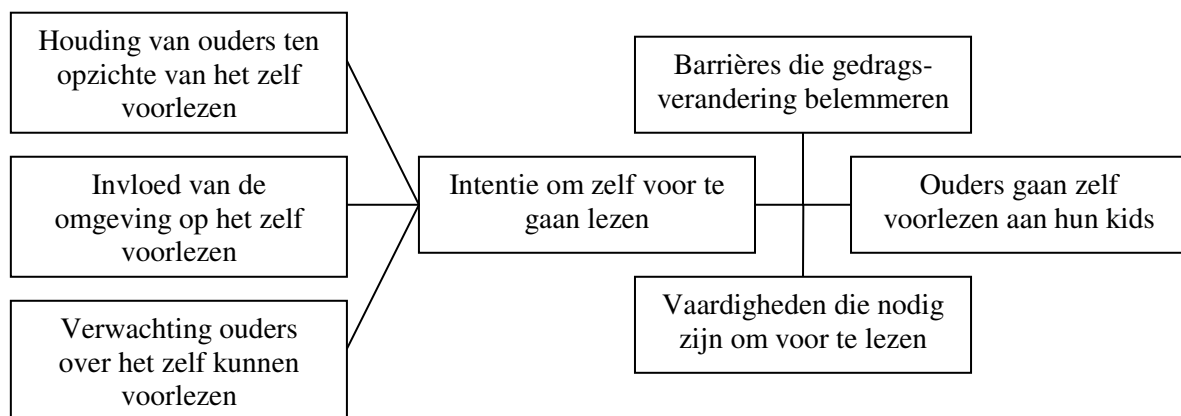 Houding van ouders ten
opzichte van het zelf
voorlezen
Invloed van de
omgeving op het zelf
voorlezen
Verwachting ouders
over het zelf kunnen
voorlezen
Intentie om zelf voor te
gaan lezen
Barrières die gedrags-
verandering belemmeren
Vaardigheden die nodig
zijn om voor te lezen
Ouders gaan zelf
voorlezen aan hun kids